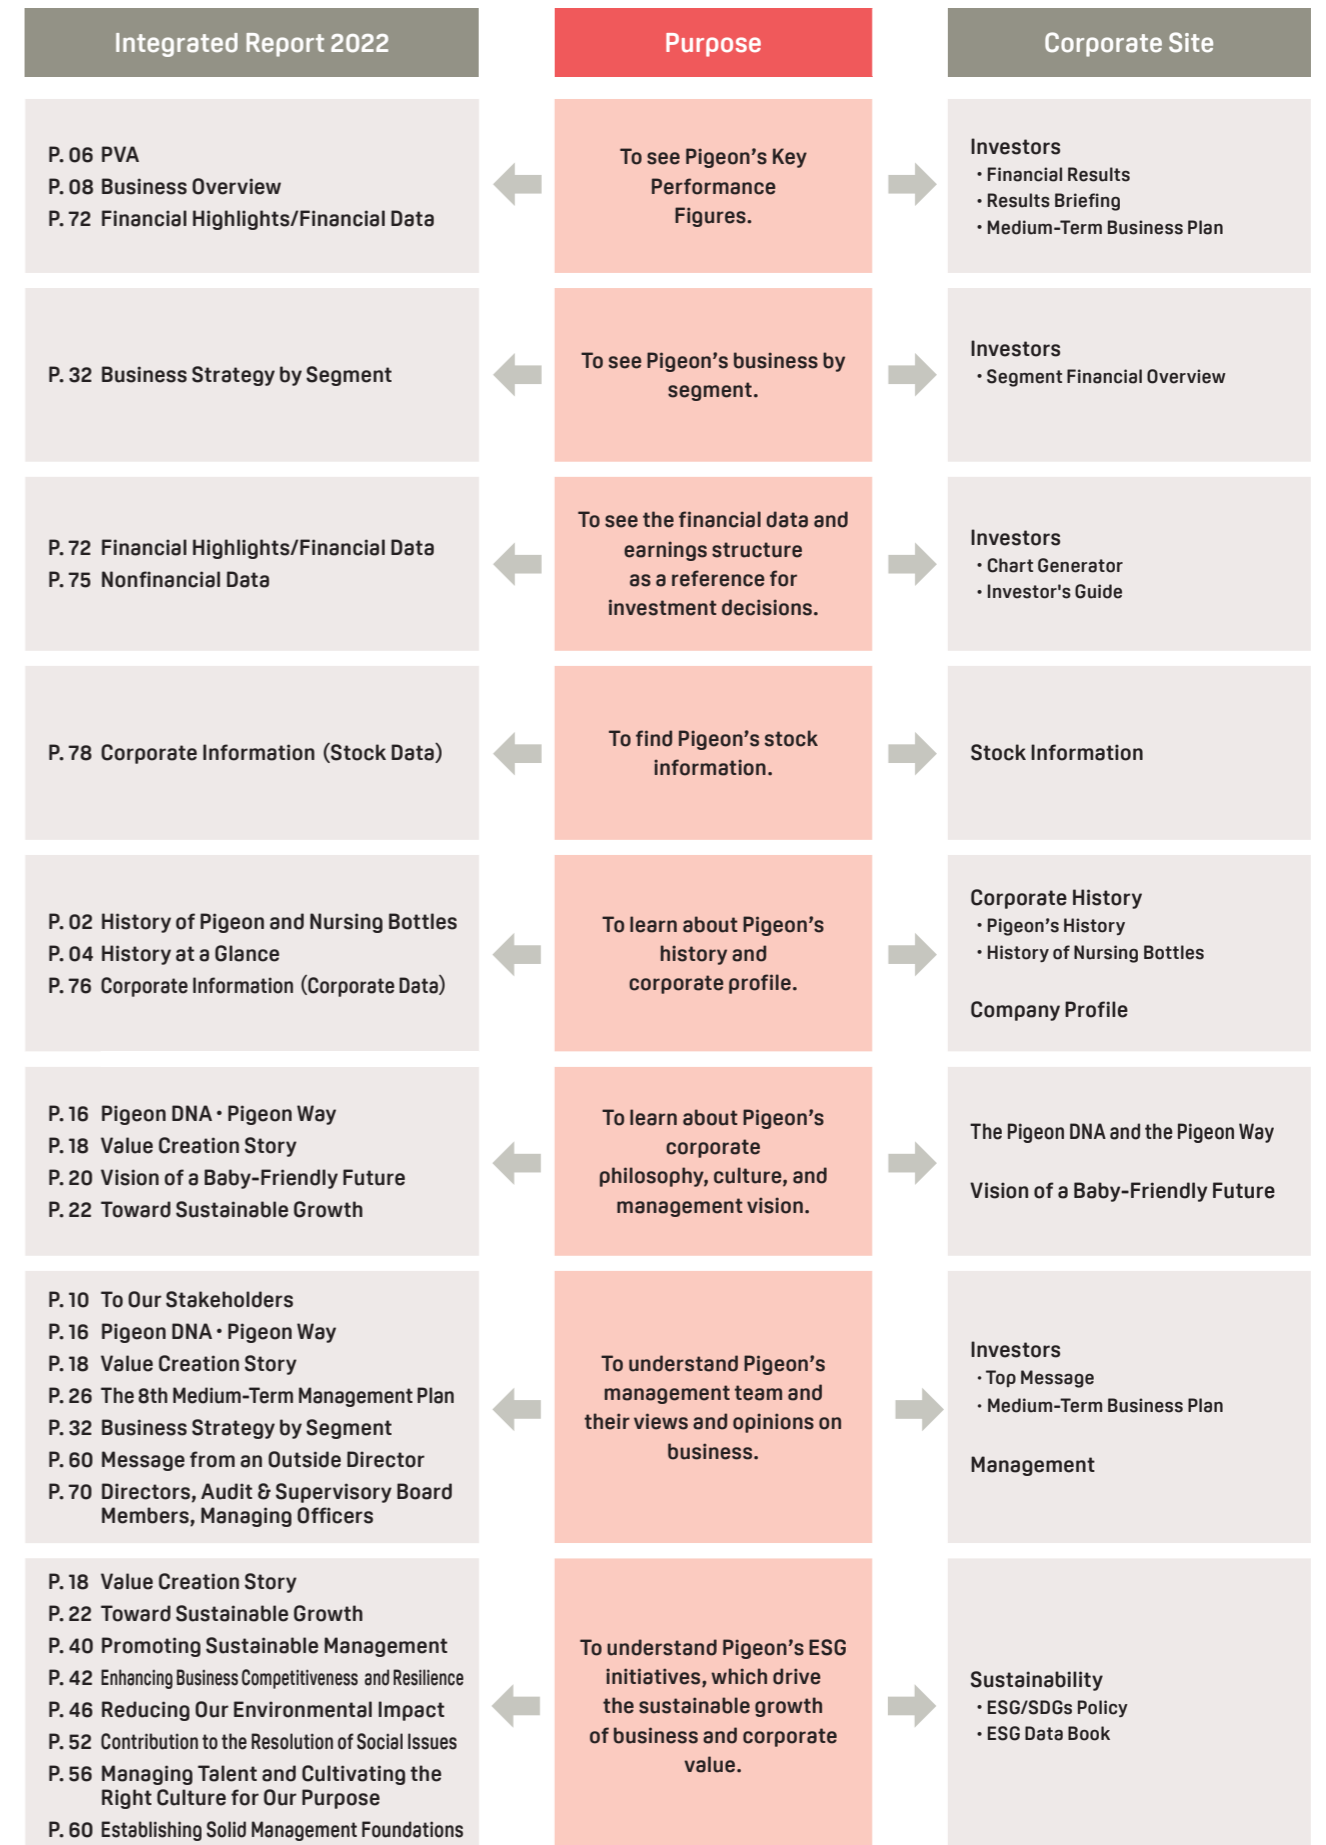 Integrated Report 2022
Purpose
Corporate Site
P. 06 PVA
P. 08 Business Overview
P. 72 Financial Highlights/Financial Data
To see Pigeon's Key
Performance
Figures.
Investors
・Financial Results
・Results Briefing
・Medium-Term Business Plan
P. 32 Business Strategy by Segment
To see Pigeon's business by
segment.
Investors
・Segment Financial Overview
P. 72 Financial Highlights/Financial Data
P. 75 Nonfinancial Data
To see the financial data and
earnings structure
as a reference for
investment decisions.
Investors
・Chart Generator
・Investor's Guide
P. 78 Corporate Information (Stock Data)
To find Pigeon's stock
information.
Stock Information
P. 02 History of Pigeon and Nursing Bottles
P. 04 History at a Glance
P. 76 Corporate Information (Corporate Data)
To learn about Pigeon's
history and
corporate profile.
Corporate History
・Pigeon's History
・History of Nursing Bottles
Company Profile
P. 16 Pigeon DNA・Pigeon Way
P. 18 Value Creation Story
P. 20 Vision of a Baby-Friendly Future
P. 22 Toward Sustainable Growth
To learn about Pigeon's
corporate
philosophy, culture, and
management vision.
The Pigeon DNA and the Pigeon Way
Vision of a Baby-Friendly Future
P. 10 To Our Stakeholders
P. 16 Pigeon DNA・Pigeon Way
P. 18 Value Creation Story
P. 26 The 8th Medium-Term Management Plan
P. 32 Business Strategy by Segment
P. 60 Message from an Outside Director
P. 70 Directors, Audit & Supervisory Board
Members, Managing Officers
To understand Pigeon's
management team and
their views and opinions on
business.
Investors
・Top Message
・Medium-Term Business Plan
Management
P. 18 Value Creation Story
P. 22 Toward Sustainable Growth
P. 40 Promoting Sustainable Management
P. 42 Enhancing Business Competitiveness and Resilience
P. 46 Reducing Our Environmental Impact
P. 52 Contribution to the Resolution of Social Issues
P. 56 Managing Talent and Cultivating the
Right Culture for Our Purpose
P. 60 Establishing Solid Management Foundations
To understand Pigeon's ESG
initiatives, which drive
the sustainable growth
of business and corporate
value.
Sustainability
・ESG/SDGs Policy
・ESG Data Book